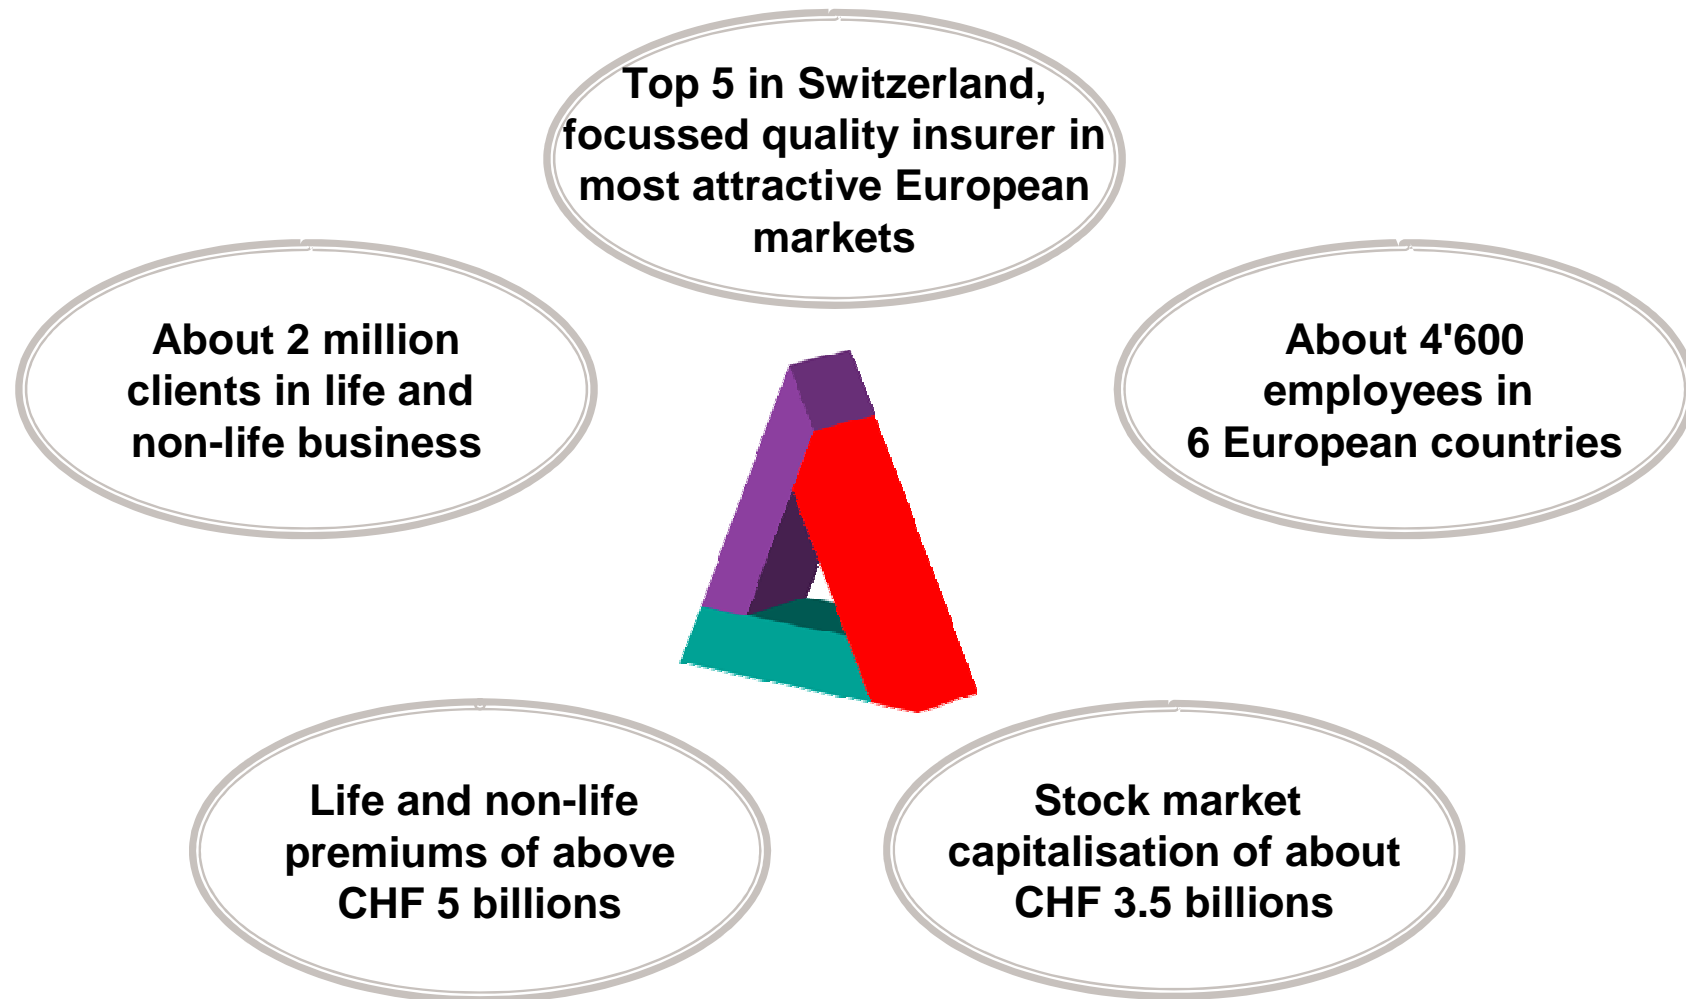 Top 5 in Switzerland,
focussed quality insurer in
most attractive European
markets
About 2 million
clients in life and
non-life business
About 4'600
employees in
6 European countries
Life and non-life
premiums of above
CHF 5 billions
Stock market
capitalisation of about
CHF 3.5 billions